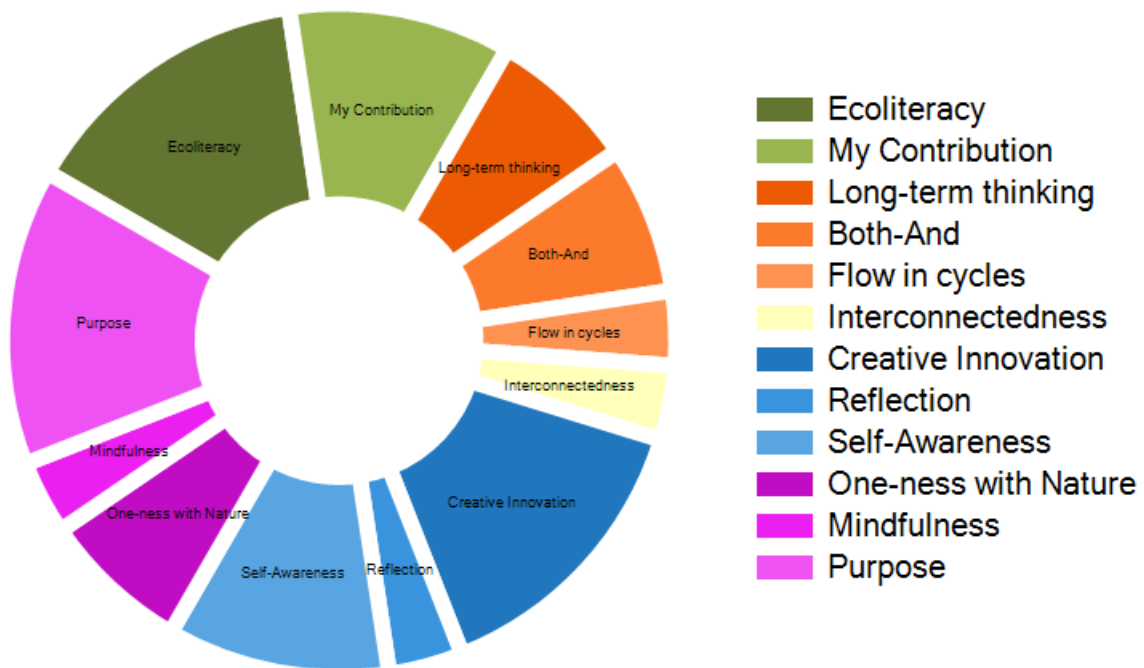 My Contribution
Ecoliteracy
Long-term thinking
Both-And
Purpose
Flow in cycles
Interconnectedness
Mindfulness
Creative Innovation
One-ness with Nature
Self-Awareness
Reflection
Ecoliteracy
My Contribution
Long-term thinking
Both-And
Flow in cycles
Interconnectedness
Creative Innovation
Reflection
Self-Awareness
One-ness with Nature
Mindfulness
Purpose